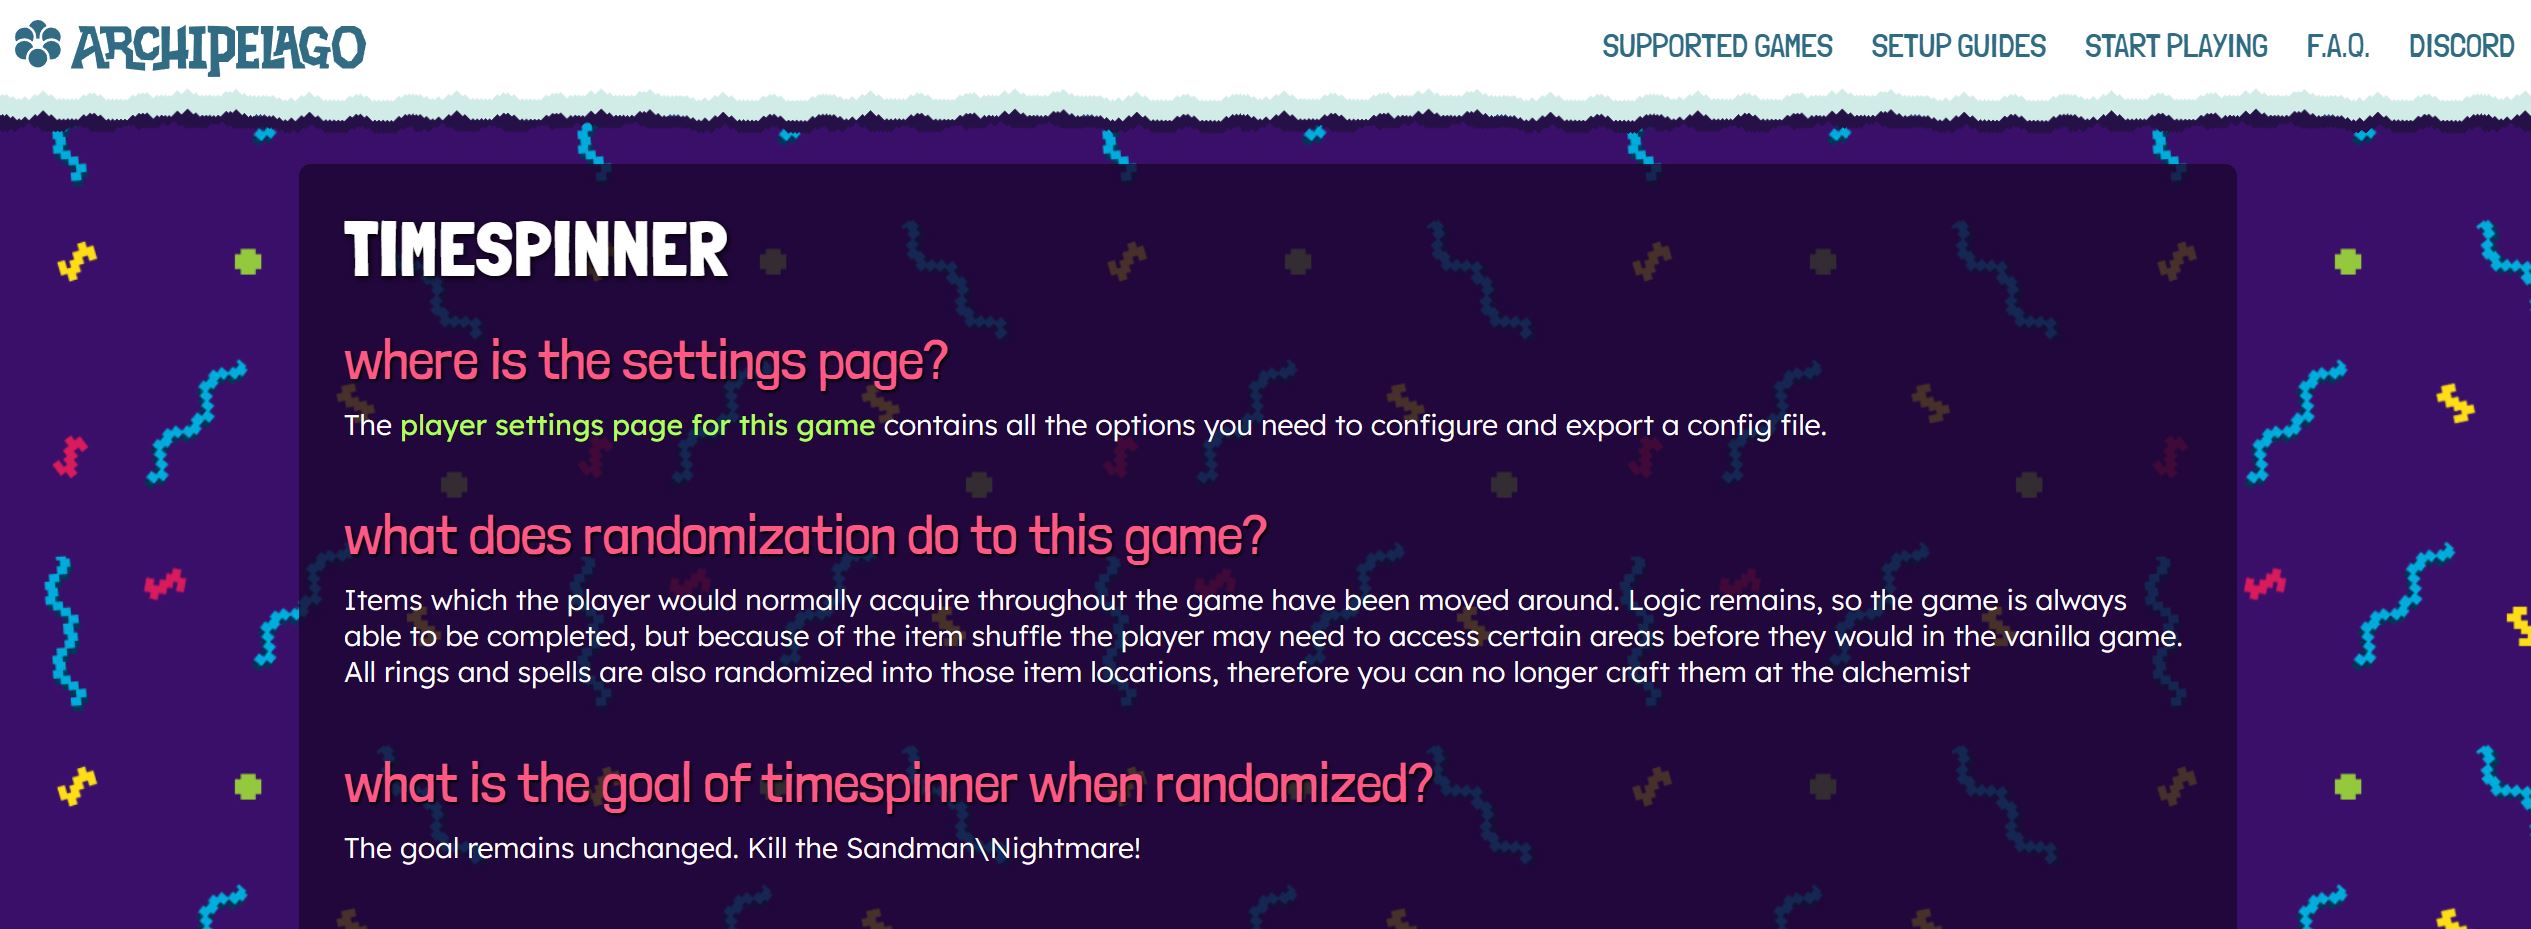 ARCHIPELAGO
SUPPORTED GAMES SETUP GUIDES START PLAYING F.A.Q. DISCORD
TIMESPINNER
where is the settings page?
The player settings page for this game contains all the options you need to configure and export a config file.
what does randomization do to this game?
Items which the player would normally acquire throughout the game have been moved around. Logic remains, so the game is always
able to be completed, but because of the item shuffle the player may need to access certain areas before they would in the vanilla game.
All rings and spells are also randomized into those item locations, therefore you can no longer craft them at the alchemist
what is the goal of timespinner when randomized?
The goal remains unchanged. Kill the Sandman\Nightmare!